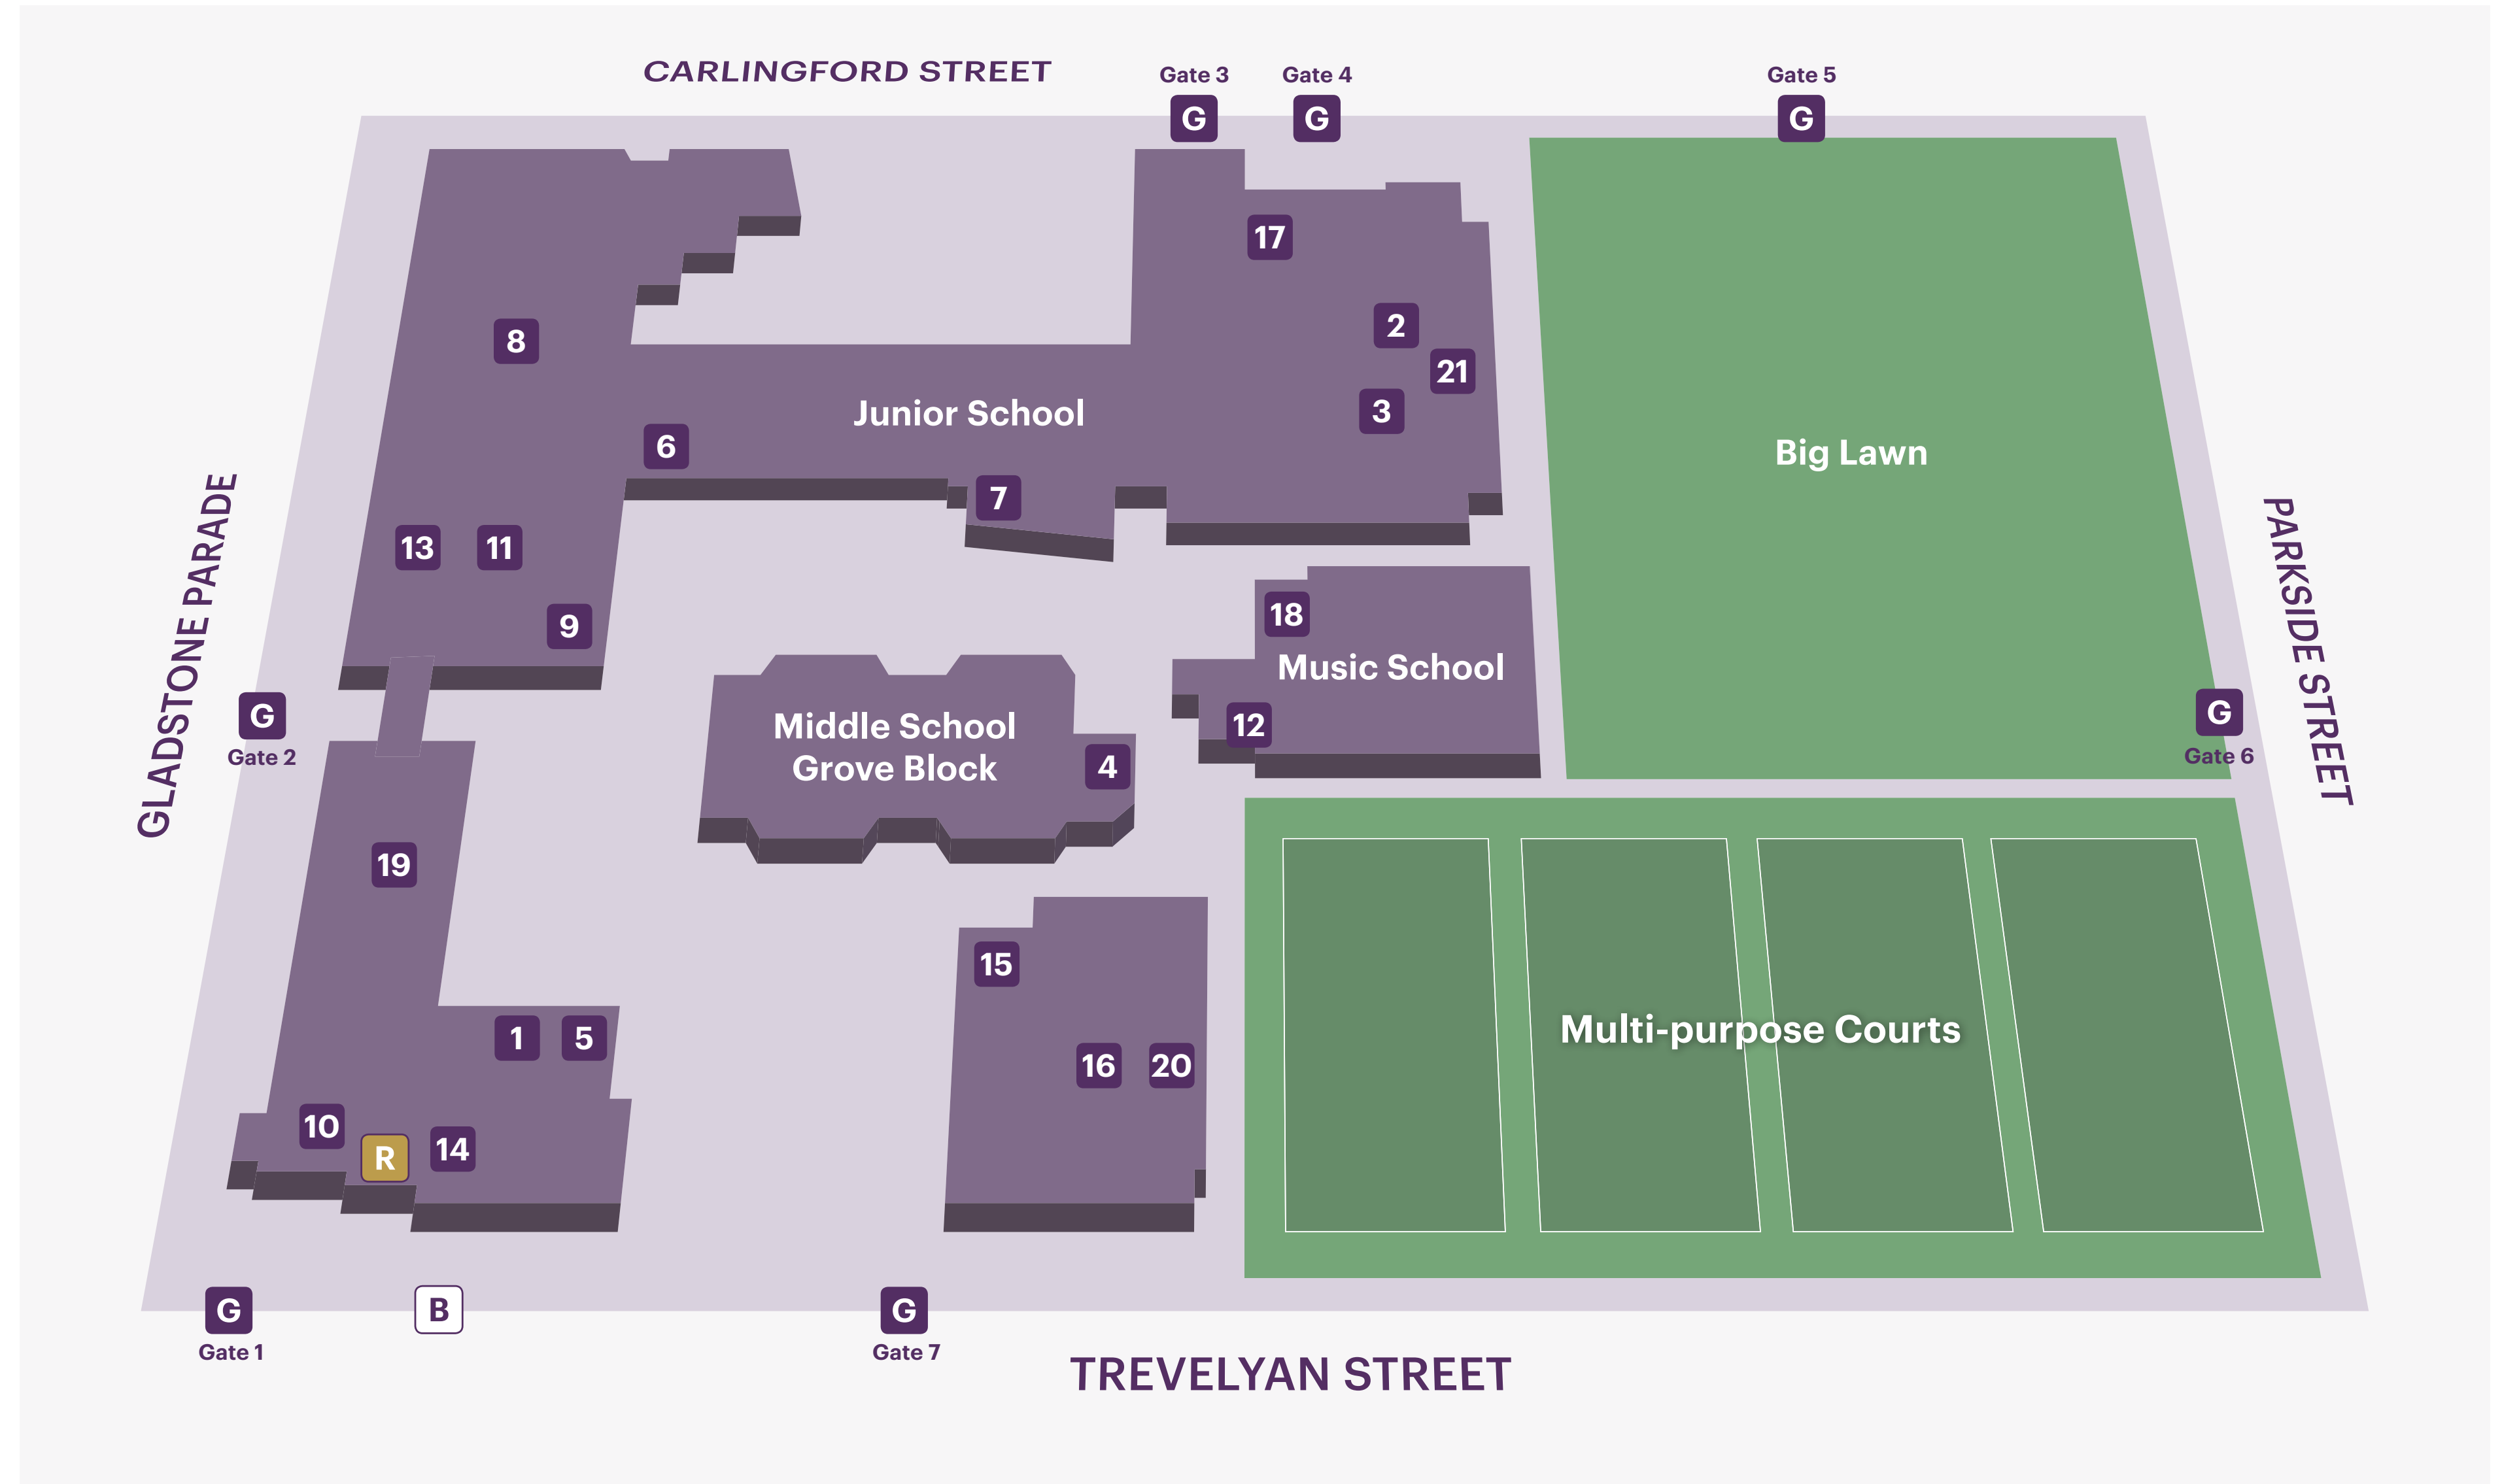 CARLINGFORD STREET
Gate 3
Gate 4
Gate 5
G
G
G
17
2
8
21
3
Junior School
6
Big Lawn
7
13
11
9
18
Music School
GLADSTONE PARADE
PARKSIDE STREET
G
Gate 2
Middle School
Grove Block
12
4
G
Gate 6
19
15
1
5
16
20
Multi-purpose Courts
10
R
14
G
Gate 1
B
G
Gate 7
TREVELYAN STREET